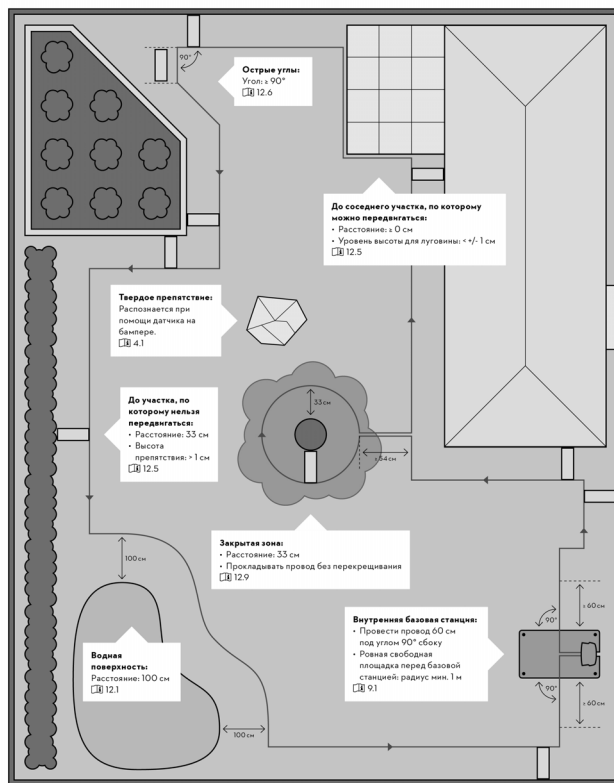 90°
Острые углы:
Угол: ≥ 90°
12.6
До соседнего участка, по которому
можно передвигаться:
• Расстояние: ≥ 0 см
• Уровень высоты для луговины: < +/- 1 см
12.5
Твердое препятствие:
Распознается при
помощи датчика на
бампере.
4.1
33 см
До участка, по
которому нельзя
передвигаться:
• Расстояние: 33 см
• Высота
препятствия: > 1 см
12.5
≥ 54 см
100 см
Закрытая зона:
• Расстояние: 33 см
• Прокладывать провод без перекрещивания
12.9
Внутренняя базовая станция:
• Провести провод 60 см
под углом 90° сбоку
• Ровная свободная
площадка перед базовой
станцией: радиус мин. 1 м
9.1
≥ 60 см
90°
90°
≥ 60 см
Водная
поверхность:
Расстояние: 100 см
12.1
100 см